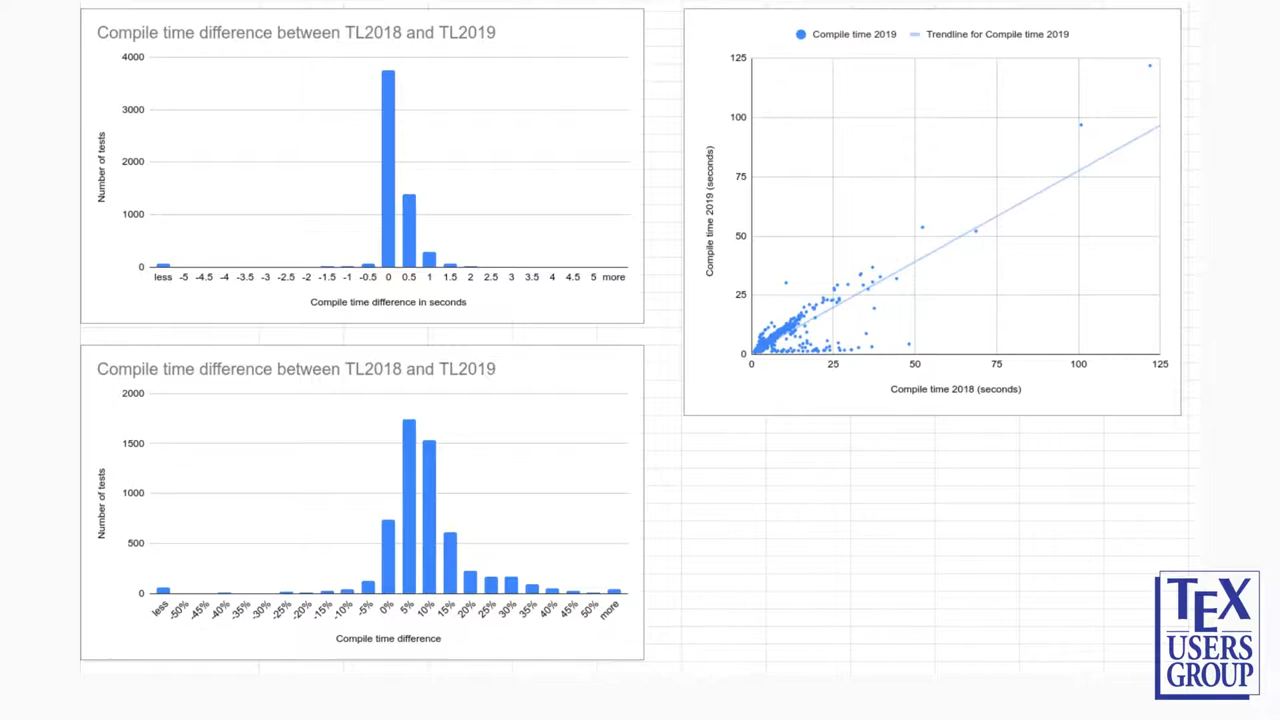 Compile time difference between TL2018 and TL2019
4000
3000
2000
1000
0
Number of tests
less -5 -4.5 -4 -3.5 -3 -2.5 -2 -1.5 -1 -0.5 0 0.5 1 1.5 2 2.5 3 3.5 4 4.5 5 more
Compile time difference in seconds
Compile time difference between TL2018 and TL2019
2000
1500
1000
500
0
Number of tests
less -50% -45% -40% -35% -30% -25% -20% -15% -10% -5% 0% 5% 10% 15% 20% 25% 30% 35% 40% 45% 50% more
Compile time difference
Compile time 2019 Trendline for Compile time 2019
125
100
75
50
25
0
Compile time 2019 (seconds)
0 25 50 75 100 125
Compile time 2018 (seconds)
TEX
USERS
GROUP